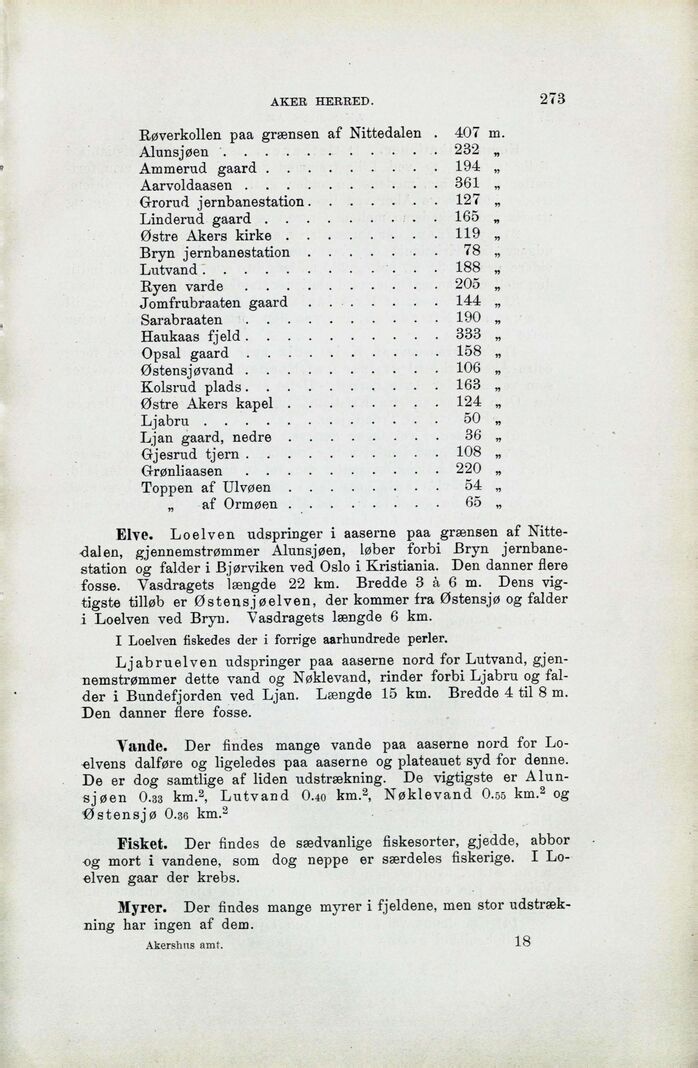 AKER HERRED. 273
Røverkollen paa grænsen af Nittedalen . 407 m.
Alunsjøen . . . . . . . . . . . 232 „
Ammerud gaard . . . . . . . . . 194 „
Aarvoldaasen . . . . . . . . . . 361 „
Grorud jernbanestation . . . . . . . 127 „
Linderud gaard . . . . . . . . . 165 „
Østre Akers kirke . . . . . . . . 119 „
Bryn jernbanestation . . . . . . . 78 „
Lutvand . . . . . . . . . . . . 188 „
Ryen varde . . . . . . . . . . 205 „
Jomfrubraaten gaard . . . . . . . 144 „
Sarabraaten . . . . . . . . . . 190 „
Haukaas fjeld . . . . . . . . . . 333 „
Opsal gaard . . . . . . . . . . 158 „
Østensjøvand . . . . . . . . . . 106 „
Kolsrud plads . . . . . . . . . . 163 „
Østre Akers kapel . . . . . . . . 124 „
Ljabru . . . . . . . . . . . . 50 „
Ljan gaard, nedre . . . . . . . . 36 „
Gjesrud tjern . . . . . . . . . . 108 „
Grønliaasen . . . . . . . . . . 220 „
Toppen af Ulvøen . . . . . . . . 54 „
„ af Ormøen . . . . . . . . 65 „
Elve. Loelven udspringer i aaserne paa grænsen af Nitte-
dalen, gjennemstrømmer Alunsjøen, løber forbi Bryn jernbane-
station og falder i Bjørviken ved Oslo i Kristiania. Den danner flere
fosse. Vasdragets længde 22 km. Bredde 3 à 6 m. Dens vig-
tigste tilløb er Østensjøelven, der kommer fra Østensjø og falder
i Loelven ved Bryn. Vasdragets længde 6 km.
I Loelven fiskedes der i forrige aarhundrede perler.
Ljabruelven udspringer paa aaserne nord for Lutvand, gjen-
nemstrømmer dette vand og Nøklevand, rinder forbi Ljabru og fal-
der i Bundefjorden ved Ljan. Længde 15 km. Bredde 4 til 8 m.
Den danner flere fosse.
Vande. Der findes mange vande paa aaserne nord for Lo-
elvens dalføre og ligeledes paa aaserne og plateauet syd for denne.
De er dog samtlige af liden udstrækning. De vigtigste er Alun-
sjøen 0.33 km.², Lutvand 0.40 km.², Nøklevand 0.55 km.² og
Østensjø 0.36 km.²
Fisket. Der findes de sædvanlige fiskesorter, gjedde, abbor
og mort i vandene, som dog neppe er særdeles fiskerige. I Lo-
elven gaar der krebs.
Myrer. Der findes mange myrer i fjeldene, men stor udstræk-
ning har ingen af dem.
Akershus amt. 18